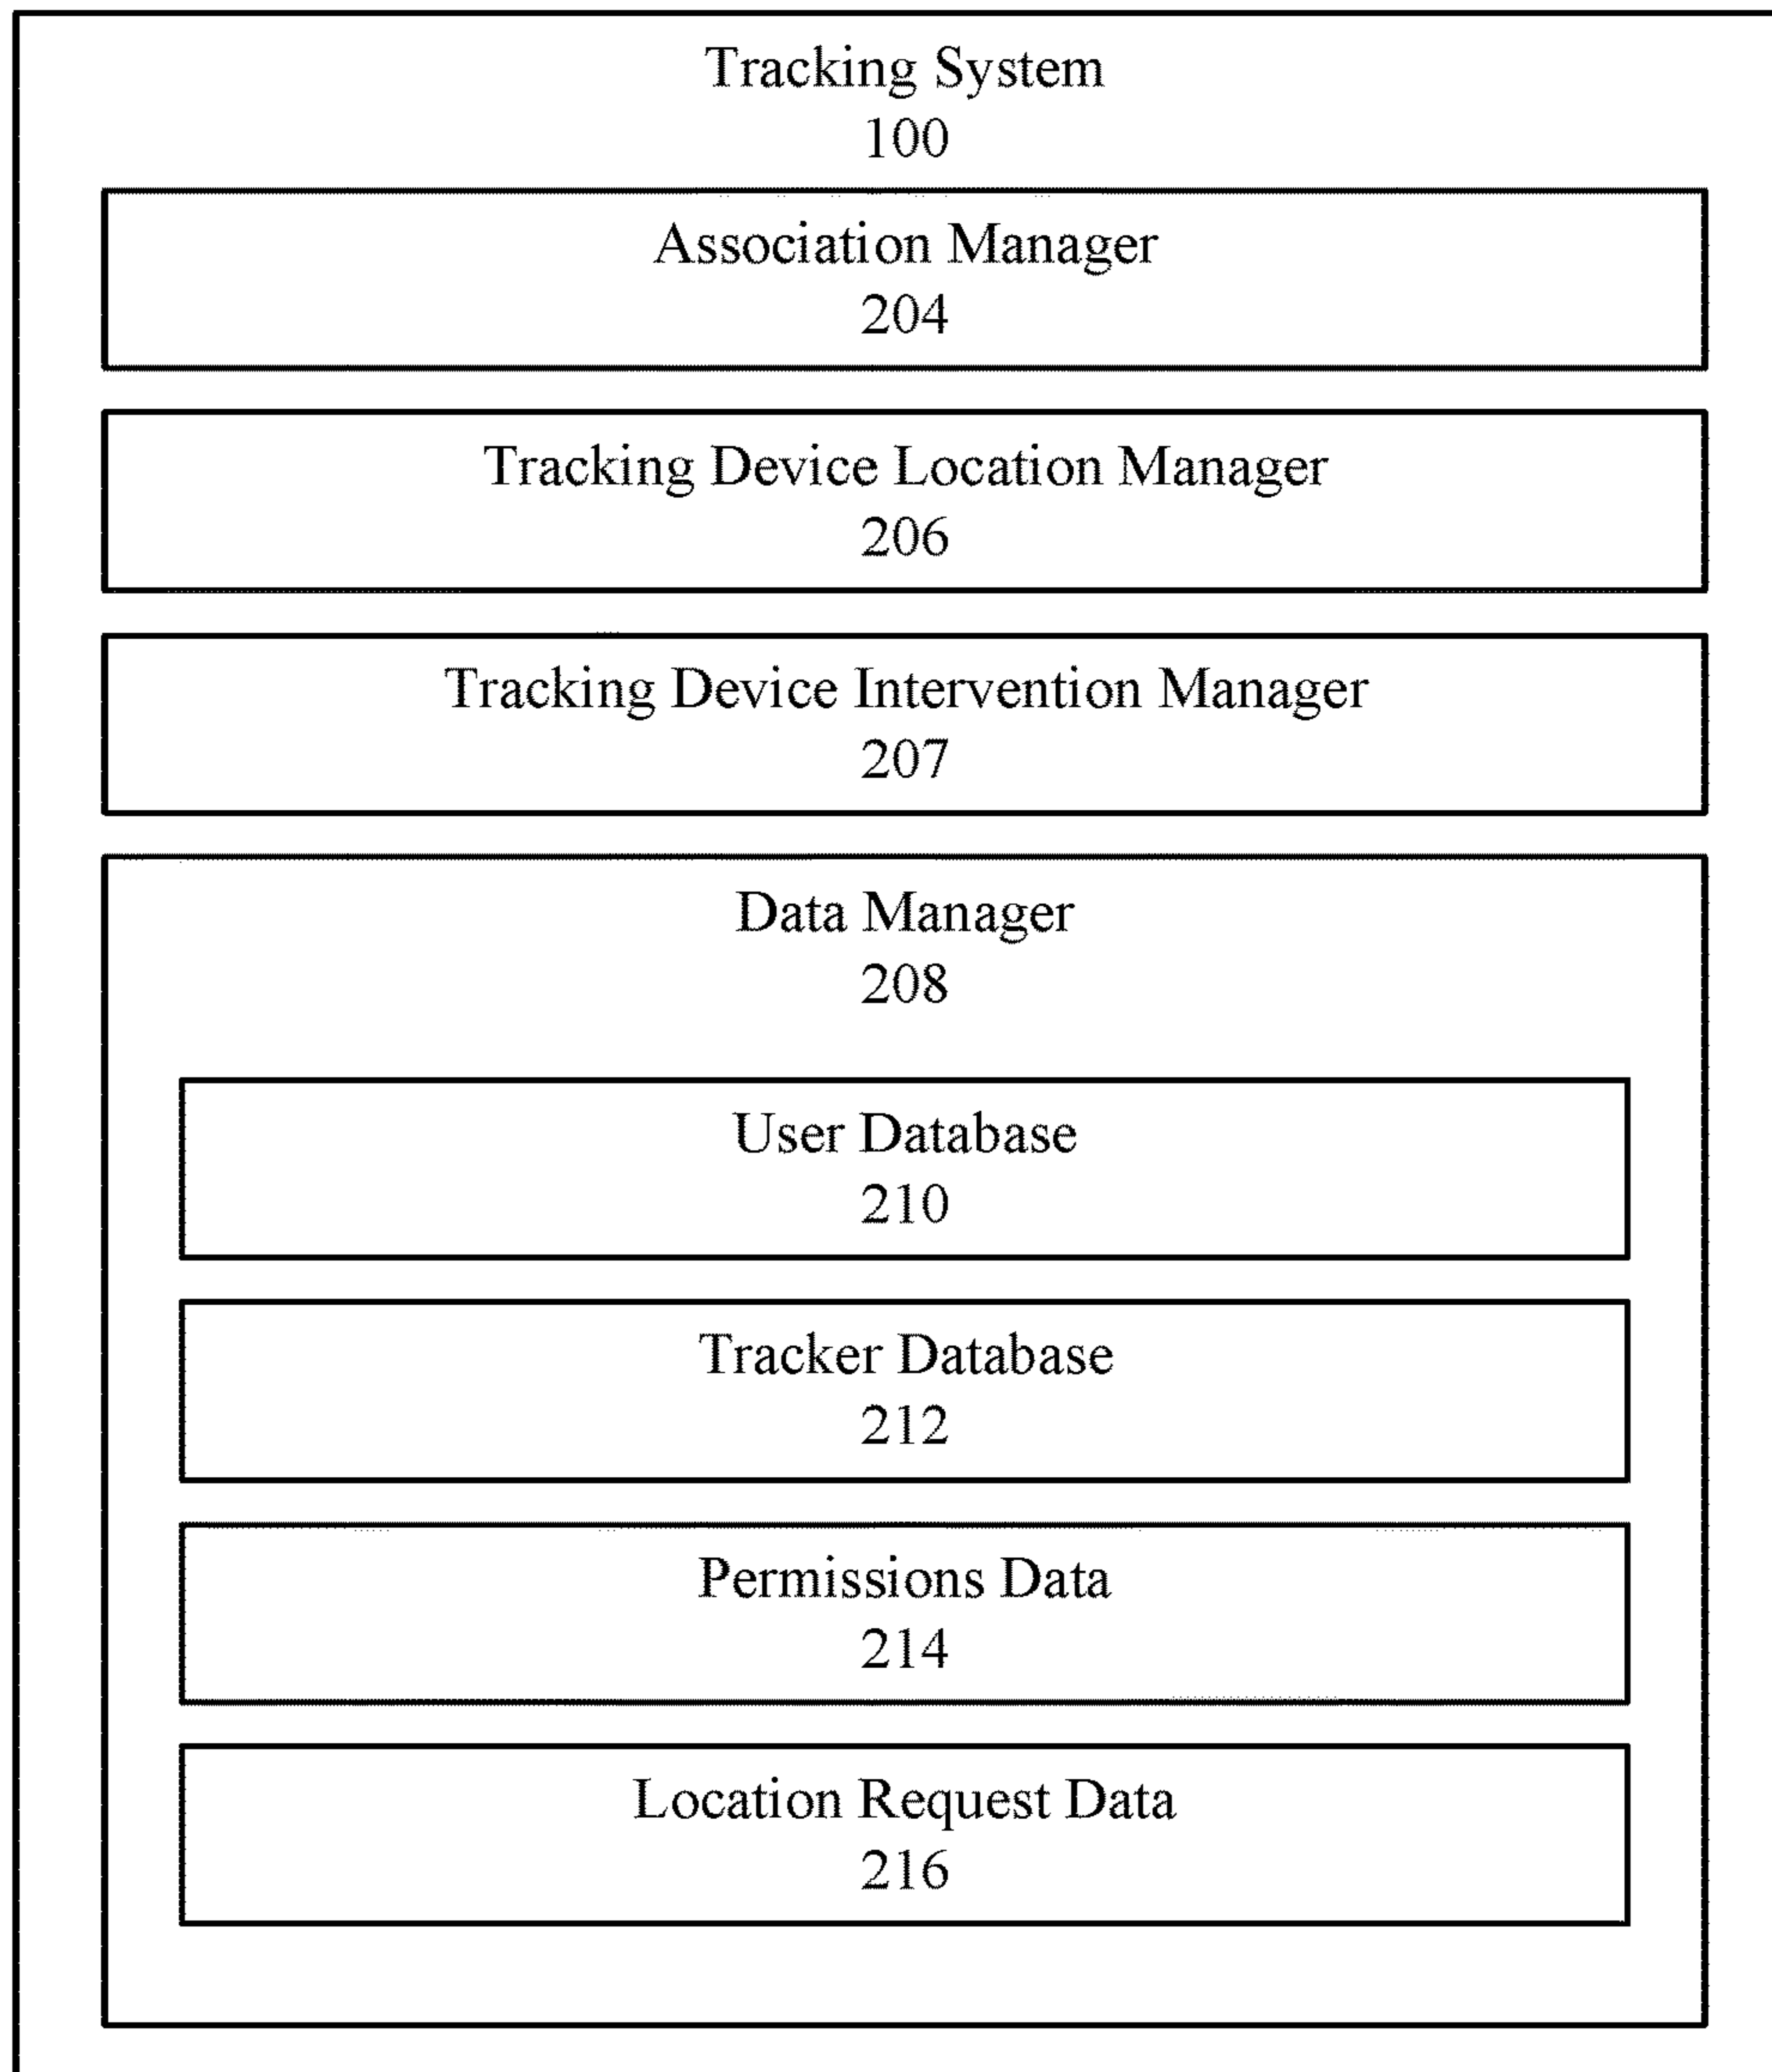 Tracking System
100
Association Manager
204
Tracking Device Location Manager
206
Tracking Device Intervention Manager
207
Data Manager
208
User Database
210
Tracker Database
212
Permissions Data
214
Location Request Data
216